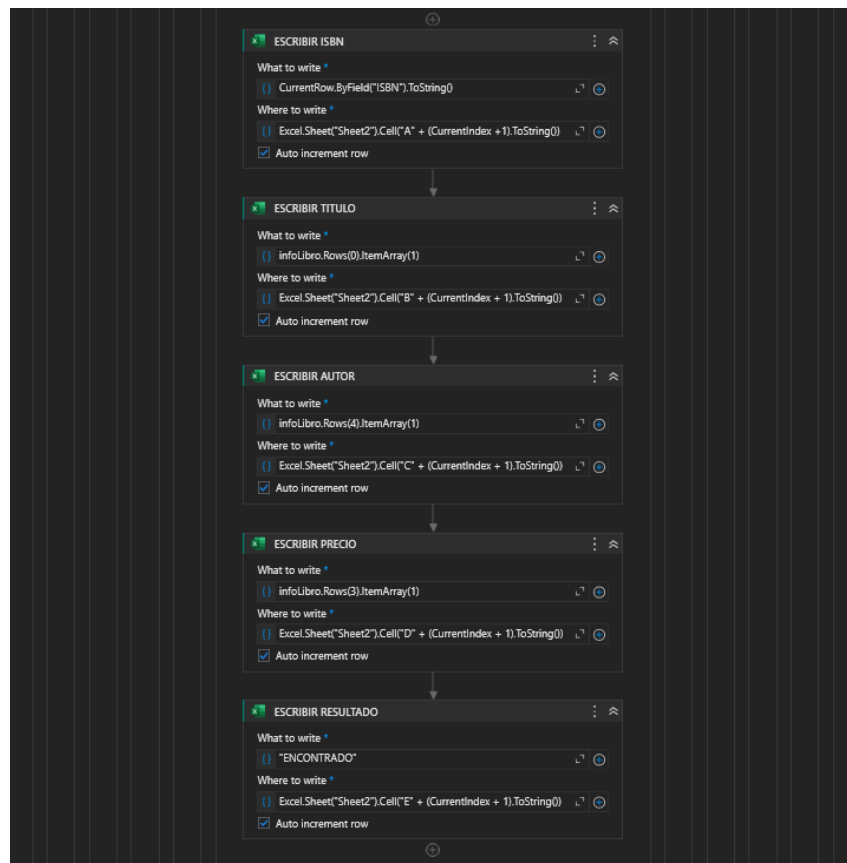 ESCRIBIR ISBN
What to write *
CurrentRow.ByField("ISBN").ToString()
Where to write *
Excel.Sheet("Sheet2").Cell("A" + (CurrentIndex +1).ToString())
Auto increment row
ESCRIBIR TITULO
What to write *
infoLibro.Rows(0).ItemArray(1)
Where to write *
Excel.Sheet("Sheet2").Cell("B" + (CurrentIndex + 1).ToString())
Auto increment row
ESCRIBIR AUTOR
What to write *
infoLibro.Rows(4).ItemArray(1)
Where to write *
Excel.Sheet("Sheet2").Cell("C" + (CurrentIndex + 1).ToString())
Auto increment row
ESCRIBIR PRECIO
What to write *
infoLibro.Rows(3).ItemArray(1)
Where to write *
Excel.Sheet("Sheet2").Cell("D" + (CurrentIndex + 1).ToString())
Auto increment row
ESCRIBIR RESULTADO
What to write *
"ENCONTRADO"
Where to write *
Excel.Sheet("Sheet2").Cell("E" + (CurrentIndex + 1).ToString())
Auto increment row